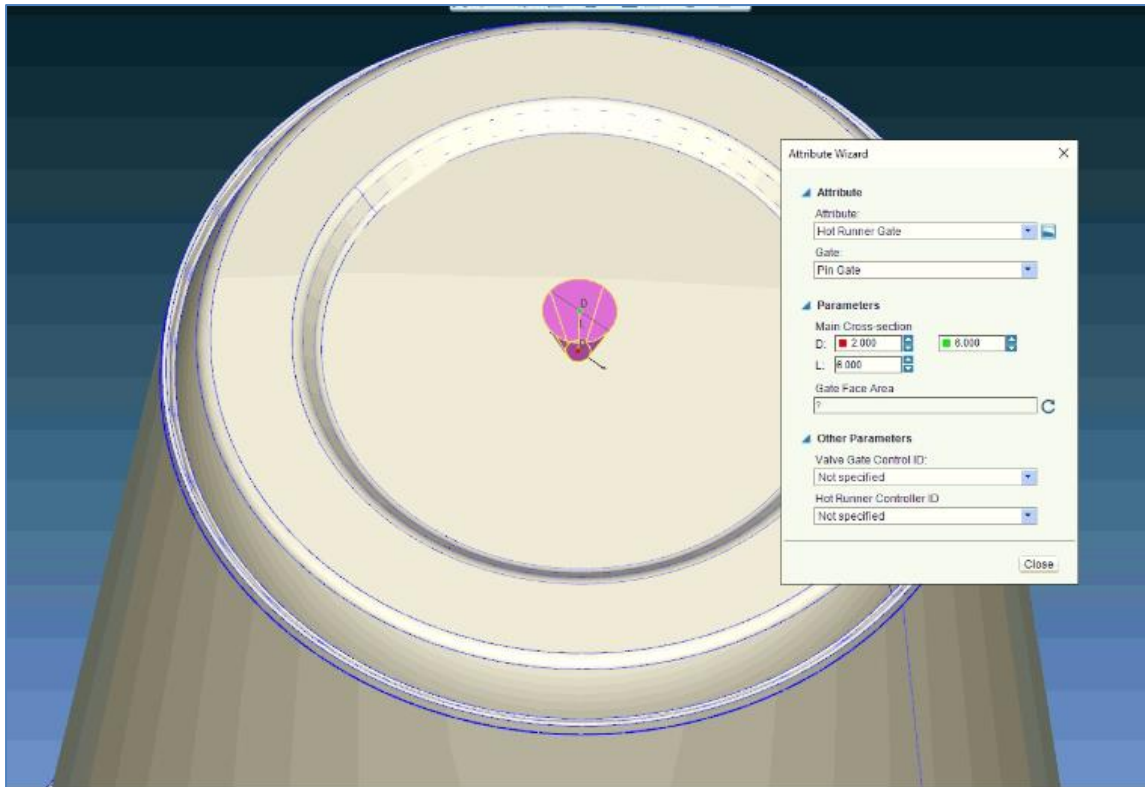 Attribute Wizard
Attribute
Attribute:
Hot Runner Gate
Gate:
Pin Gate
Parameters
Main Cross-section
D: 2.000 6.000
L: 6.000
Gate Face Area
?
Other Parameters
Valve Gate Control ID:
Not specified
Hot Runner Controller ID
Not specified
Close
D